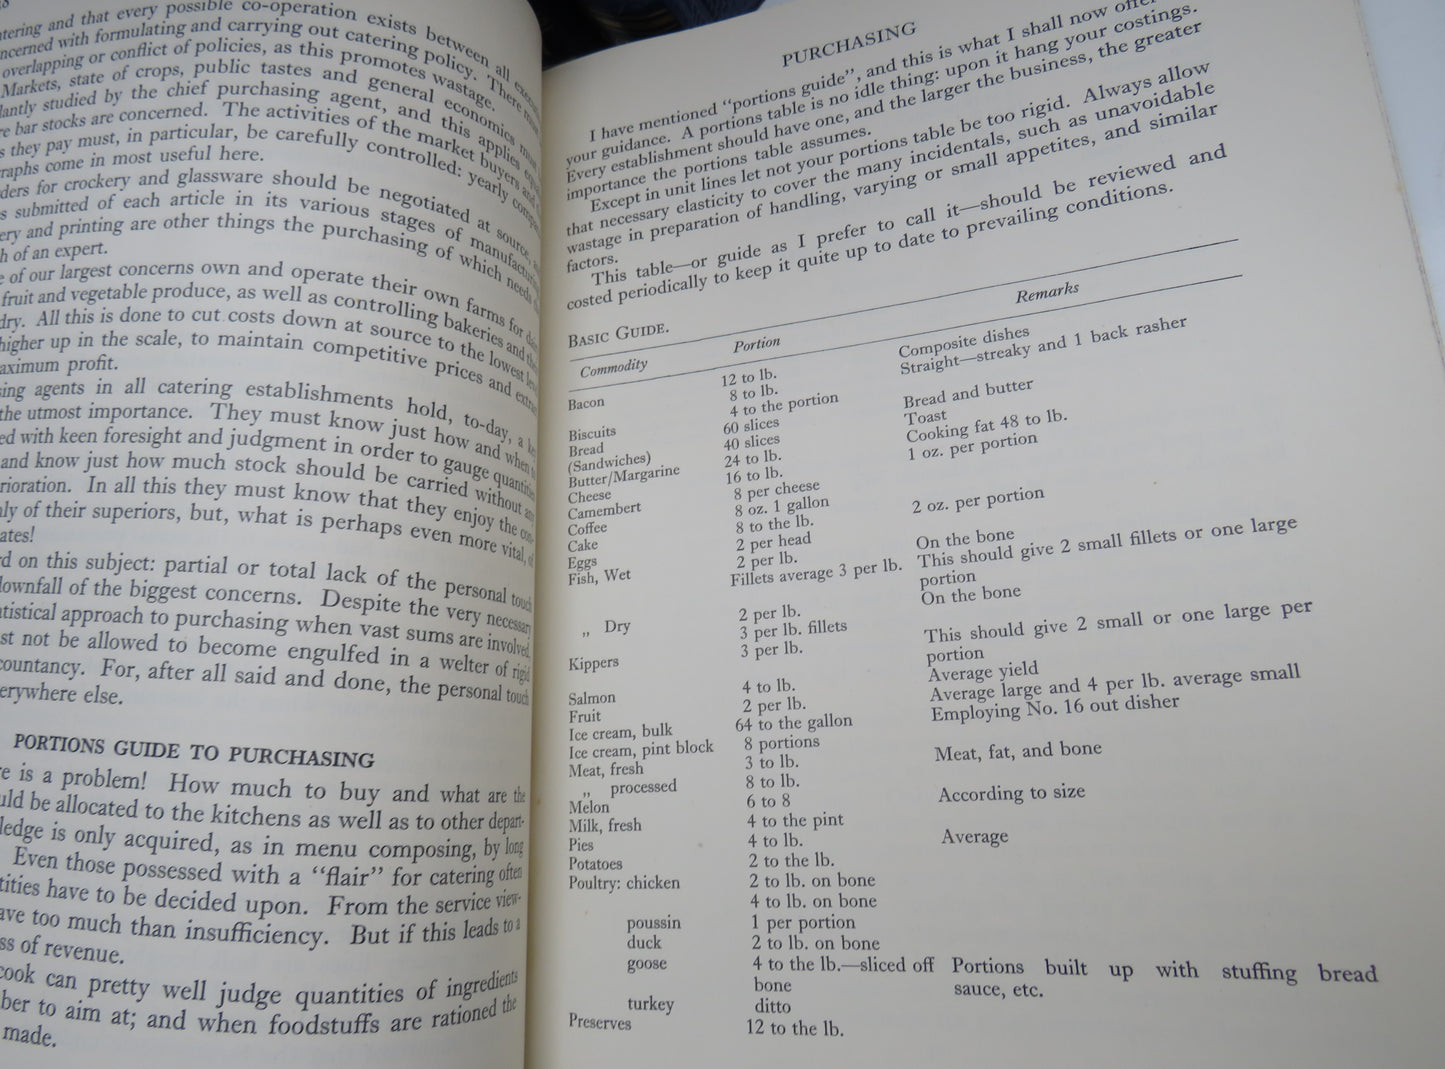 tering and that every possible co-operation exists between all
ncerned with formulating and carrying out catering policy. There must
overlapping or conflict of policies, as this promotes wastage.
Markets, state of crops, public tastes and general economics must
lantly studied by the chief purchasing agent, and this applies
re bar stocks are concerned. The activities of the market buyers and
s they pay must, in particular, be carefully controlled: yearly
raphs come in most useful here.
ders for crockery and glassware should be negotiated at source,
s submitted of each article in its various stages of manufacture
ery and printing are other things the purchasing of which needs
h of an expert.
e of our largest concerns own and operate their own farms for
fruit and vegetable produce, as well as controlling bakeries and
dry. All this is done to cut costs down at source to the lowest level
higher up in the scale, to maintain competitive prices and
aximum profit.
sing agents in all catering establishments hold, to-day, a key
the utmost importance. They must know just how and when to
ed with keen foresight and judgment in order to gauge quantities
and know just how much stock should be carried without any
rioration. In all this they must know that they enjoy the con-
nly of their superiors, but, what is perhaps even more vital, of
ates!
rd on this subject: partial or total lack of the personal touch
downfall of the biggest concerns. Despite the very necessary
atistical approach to purchasing when vast sums are involved
st not be allowed to become engulfed in a welter of rigid
countancy. For, after all said and done, the personal touch
erywhere else.
PORTIONS GUIDE TO PURCHASING
re is a problem! How much to buy and what are the
uld be allocated to the kitchens as well as to other depart-
ledge is only acquired, as in menu composing, by long
Even those possessed with a "flair" for catering often
tities have to be decided upon. From the service view-
ave too much than insufficiency. But if this leads to a
ss of revenue.
cook can pretty well judge quantities of ingredients
ber to aim at; and when foodstuffs are rationed the
made.
PURCHASING
I have mentioned "portions guide", and this is what I shall now offer
your guidance. A portions table is no idle thing: upon it hang your costings.
Every establishment should have one, and the larger the business, the greater
importance the portions table assumes.
Except in unit lines let not your portions table be too rigid. Always allow
that necessary elasticity to cover the many incidentals, such as unavoidable
wastage in preparation of handling, varying or small appetites, and similar
factors.
This table—or guide as I prefer to call it—should be reviewed and
costed periodically to keep it quite up to date to prevailing conditions.
BASIC GUIDE.
Commodity Portion Remarks
12 to lb. Composite dishes
Bacon 8 to lb. Straight—streaky and 1 back rasher
4 to the portion
Biscuits 60 slices Bread and butter
Bread 40 slices Toast
(Sandwiches) 24 to lb. Cooking fat 48 to lb.
Butter/Margarine 16 to lb. 1 oz. per portion
Cheese 8 per cheese
Camembert 8 oz. 1 gallon
Coffee 8 to the lb. 2 oz. per portion
Cake 2 per head
Eggs 2 per lb. On the bone
Fish, Wet Fillets average 3 per lb. This should give 2 small fillets or one large
portion
2 per lb. On the bone
„ Dry 3 per lb. fillets
3 per lb. This should give 2 small or one large per
Kippers portion
4 to lb. Average yield
Salmon 2 per lb. Average large and 4 per lb. average small
Fruit 64 to the gallon Employing No. 16 out disher
Ice cream, bulk 8 portions
Ice cream, pint block 3 to lb. Meat, fat, and bone
Meat, fresh 8 to lb.
„ processed 6 to 8 According to size
Melon 4 to the pint
Milk, fresh 4 to lb. Average
Pies 2 to the lb.
Potatoes 2 to lb. on bone
Poultry: chicken 4 to lb. on bone
poussin 1 per portion
duck 2 to lb. on bone
goose 4 to the lb.—sliced off Portions built up with stuffing bread
bone sauce, etc.
turkey ditto
Preserves 12 to the lb.